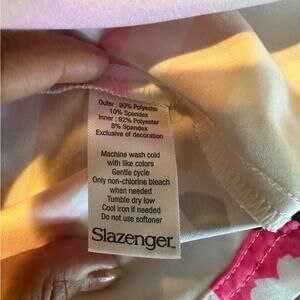 Outer : 90% Polyester
10% Spandex
Inner : 92% Polyester
8% Spandex
Exclusive of decoration
Machine wash cold
with like colors
Gentle cycle
Only non-chlorine bleach
when needed
Tumble dry low
Cool iron if needed
Do not use softener
Slazenger